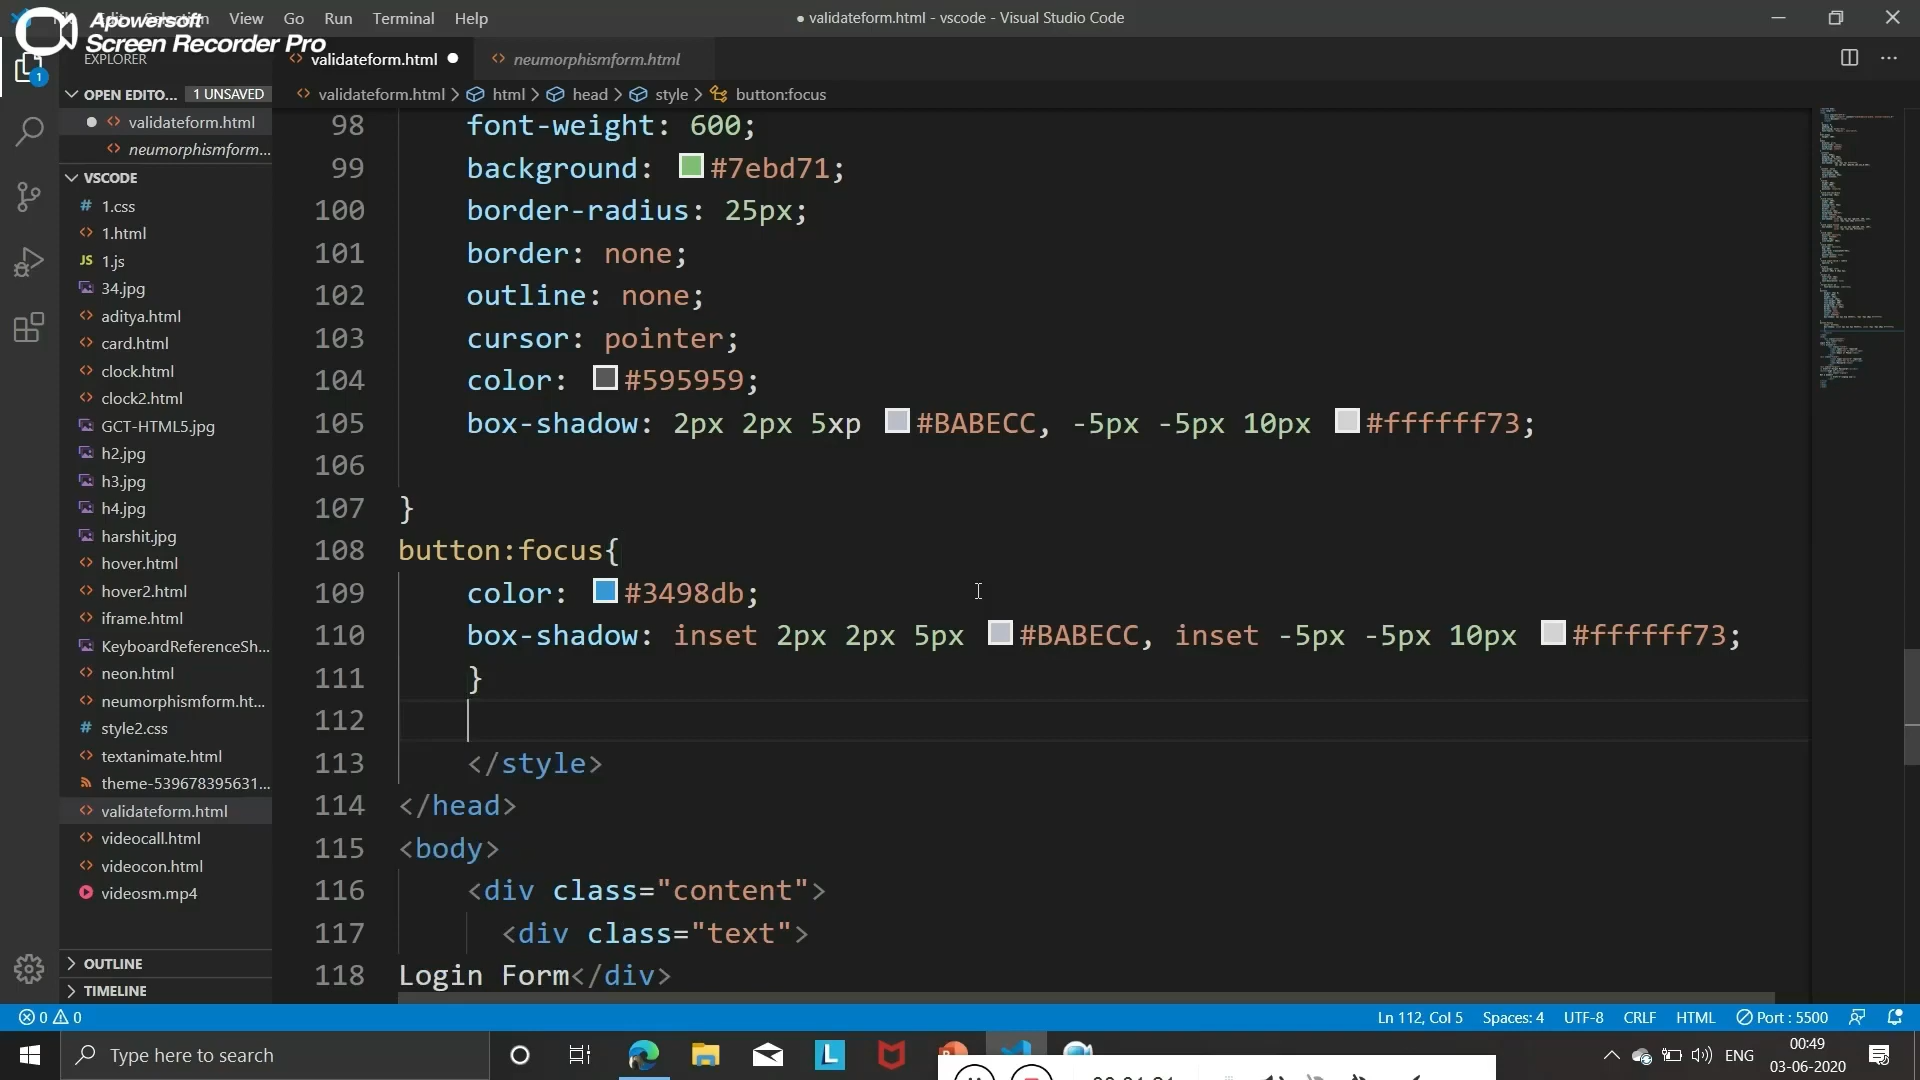 File Edit Selection View Go Run Terminal Help
● validateform.html - vscode - Visual Studio Code
Apowersoft
Screen Recorder Pro
EXPLORER
validateform.html
neumorphismform.html
OPEN EDITO... 1 UNSAVED
validateform.html
neumorphismform...
VSCODE
1.css
1.html
JS 1.js
34.jpg
aditya.html
card.html
clock.html
clock2.html
GCT-HTML5.jpg
h2.jpg
h3.jpg
h4.jpg
harshit.jpg
hover.html
hover2.html
iframe.html
KeyboardReferenceSh...
neon.html
neumorphismform.ht...
style2.css
textanimate.html
theme-539678395631...
validateform.html
videocall.html
videocon.html
videosm.mp4
OUTLINE
TIMELINE
validateform.html > html > head > style > button:focus
98 font-weight: 600;
99 background: #7ebd71;
100 border-radius: 25px;
101 border: none;
102 outline: none;
103 cursor: pointer;
104 color: #595959;
105 box-shadow: 2px 2px 5xp #BABECC, -5px -5px 10px #ffffff73;
106
107 }
108 button:focus{
109 color: #3498db;
110 box-shadow: inset 2px 2px 5px #BABECC, inset -5px -5px 10px #ffffff73;
111 }
112
113 </style>
114 </head>
115 <body>
116 <div class="content">
117 <div class="text">
118 Login Form</div>
0 0
Ln 112, Col 5 Spaces: 4 UTF-8 CRLF HTML Port : 5500
Type here to search
ENG
00:49
03-06-2020